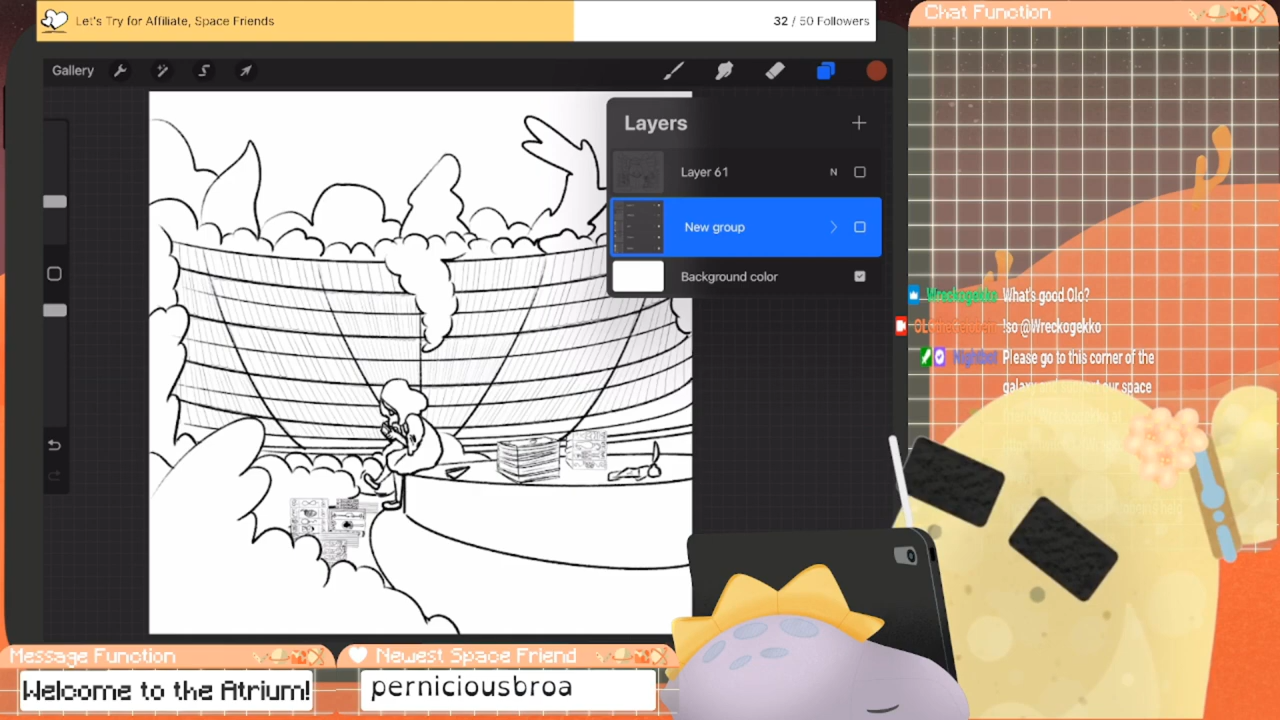 Let's Try for Affiliate, Space Friends
32 / 50 Followers
Chat Function
Gallery
Layers
Layer 61
N
New group
Background color
Wreckogekko What's good Olo?
!so @Wreckogekko
Nightbot Please go to this corner of the
Message Function
Newest Space Friend
Welcome to the Atrium!
perniciousbroa